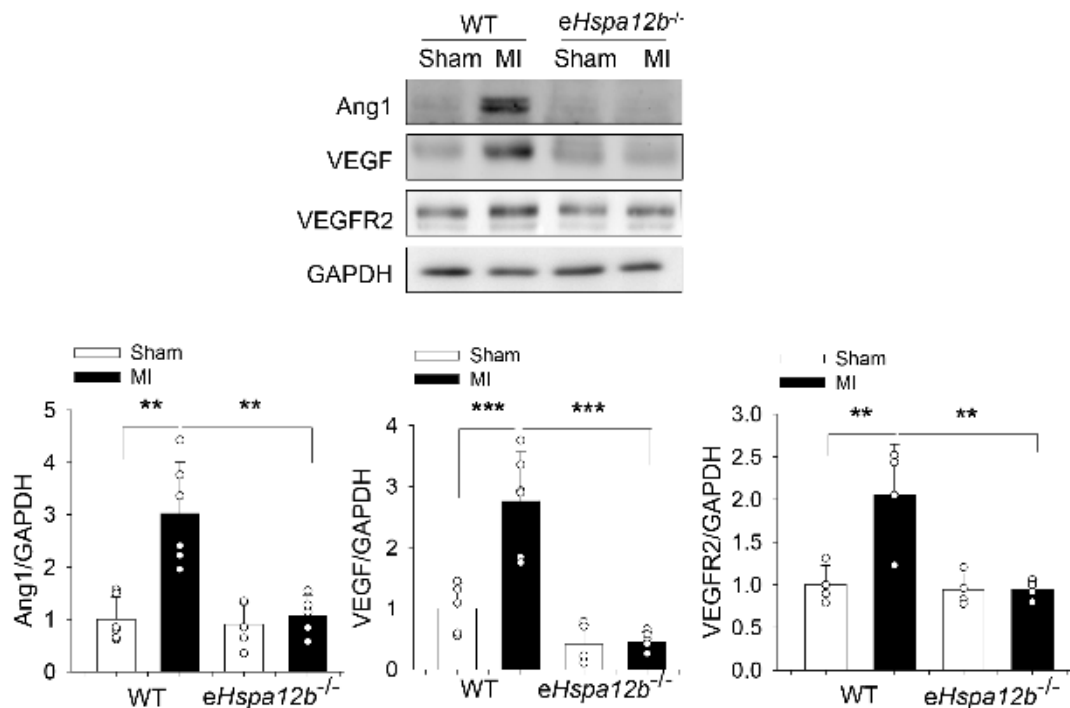 WT eHspa12b-/-
Sham MI Sham MI
Ang1
VEGF
VEGFR2
GAPDH
Sham
MI
** **
5
4
3
2
1
0
Ang1/GAPDH
WT eHspa12b-/-
Sham
MI
*** ***
4
3
2
1
0
VEGF/GAPDH
WT eHspa12b-/-
Sham
MI
** **
3.0
2.5
2.0
1.5
1.0
0.5
0.0
VEGFR2/GAPDH
WT eHspa12b-/-